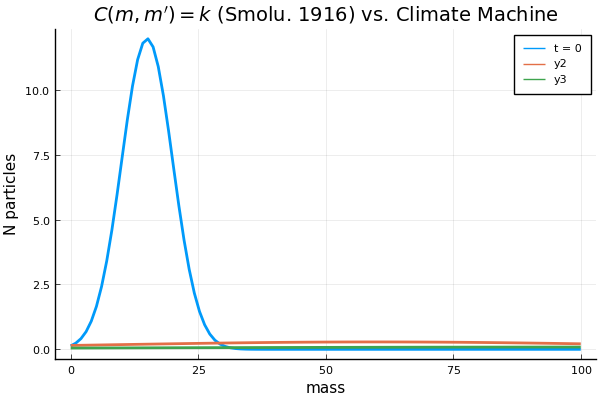 C(m, m′) = k (Smolu. 1916) vs. Climate Machine
t = 0
y2
y3
N particles
10.0
7.5
5.0
2.5
0.0
0 25 50 75 100
mass